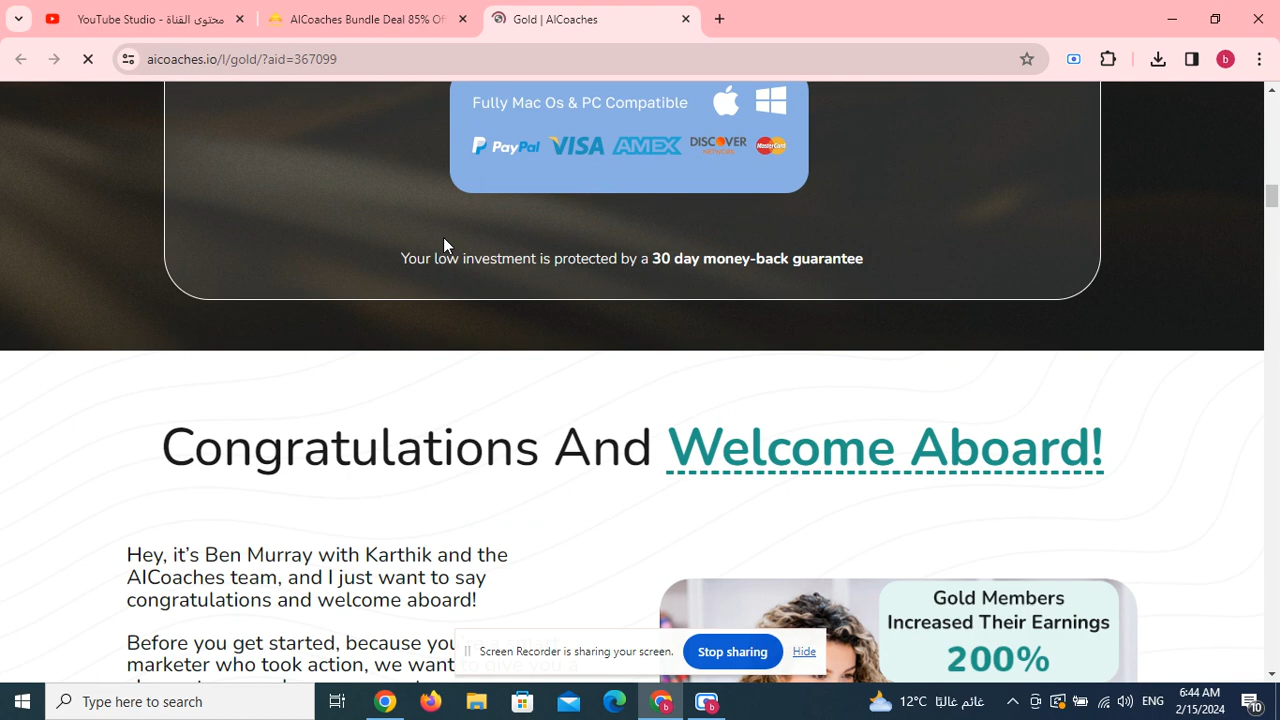 YouTube Studio - محتوى القناة
AICoaches Bundle Deal 85% Of
Gold | AICoaches
aicoaches.io/l/gold/?aid=367099
b
Fully Mac Os & PC Compatible
PayPal VISA AMEX DISCOVER MasterCard
Your low investment is protected by a 30 day money-back guarantee
Congratulations And Welcome Aboard!
Hey, it’s Ben Murray with Karthik and the
AICoaches team, and I just want to say
congratulations and welcome aboard!
Before you get started, because you
marketer who took action, we want to give you a
Gold Members
Increased Their Earnings
200%
Screen Recorder is sharing your screen.
Stop sharing
Hide
Type here to search
12°C غائم غالبًا
ENG
6:44 AM
2/15/2024
10